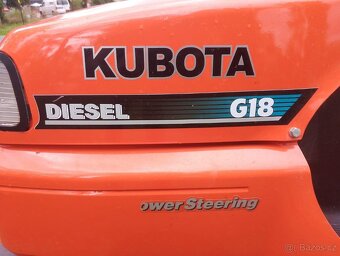 KUBOTA
DIESEL G18
ower Steering
Bazos.cz